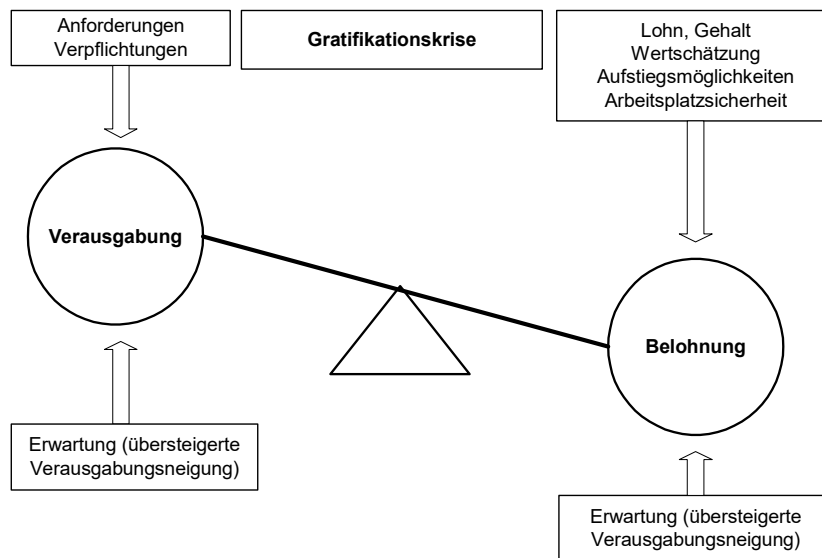 Anforderungen
Verpflichtungen
Gratifikationskrise
Lohn, Gehalt
Wertschätzung
Aufstiegsmöglichkeiten
Arbeitsplatzsicherheit
Verausgabung
Belohnung
Erwartung (übersteigerte
Verausgabungsneigung)
Erwartung (übersteigerte
Verausgabungsneigung)